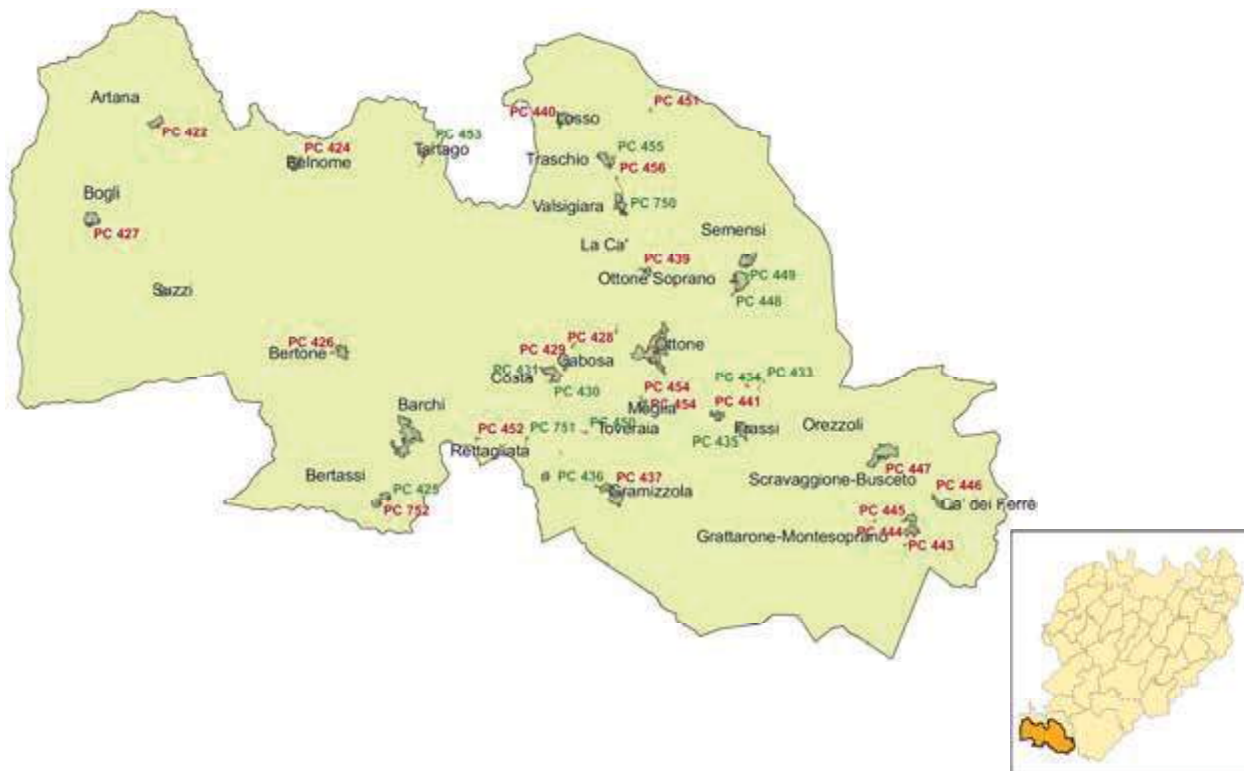 Artana
PC 422
PC 424
Belnome
PC 453
Tartago
PC 440
Losso
PC 451
Traschio
PC 455
PC 456
Valsigiara
PC 750
Bogli
PC 427
La Ca'
Semensi
PC 439
Ottone Soprano
PC 449
PC 448
Suzzi
PC 426
Bertone
PC 428
PC 429
Gabosa
Ottone
PC 431
Costa
PC 430
PC 454
PC 433
PC 454
Moglia
PC 441
Barchi
PC 452
PC 751
PC 450
Toveraia
PC 435
Frassi
Orezzoli
Rettagliata
Bertassi
PC 425
PC 752
PC 436
PC 437
Gramizzola
PC 447
Scravaggione-Busceto
PC 446
Ca' dei Ferre
PC 445
PC 444
Grattarone-Montesoprano
PC 443